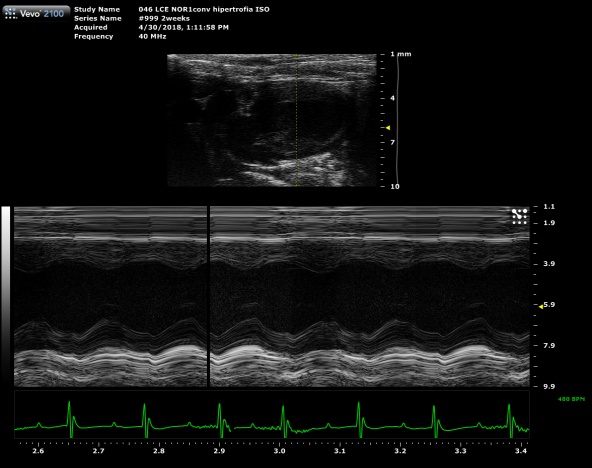 Vevo 2100
Study Name 046 LCE NOR1conv hipertrofia ISO
Series Name #999 2weeks
Acquired 4/30/2018, 1:11:58 PM
Frequency 40 MHz
1 mm
4
7
10
1.1
1.9
3.9
5.9
7.9
9.9
460 BPM
2.6 2.7 2.8 2.9 3.0 3.1 3.2 3.3 3.4